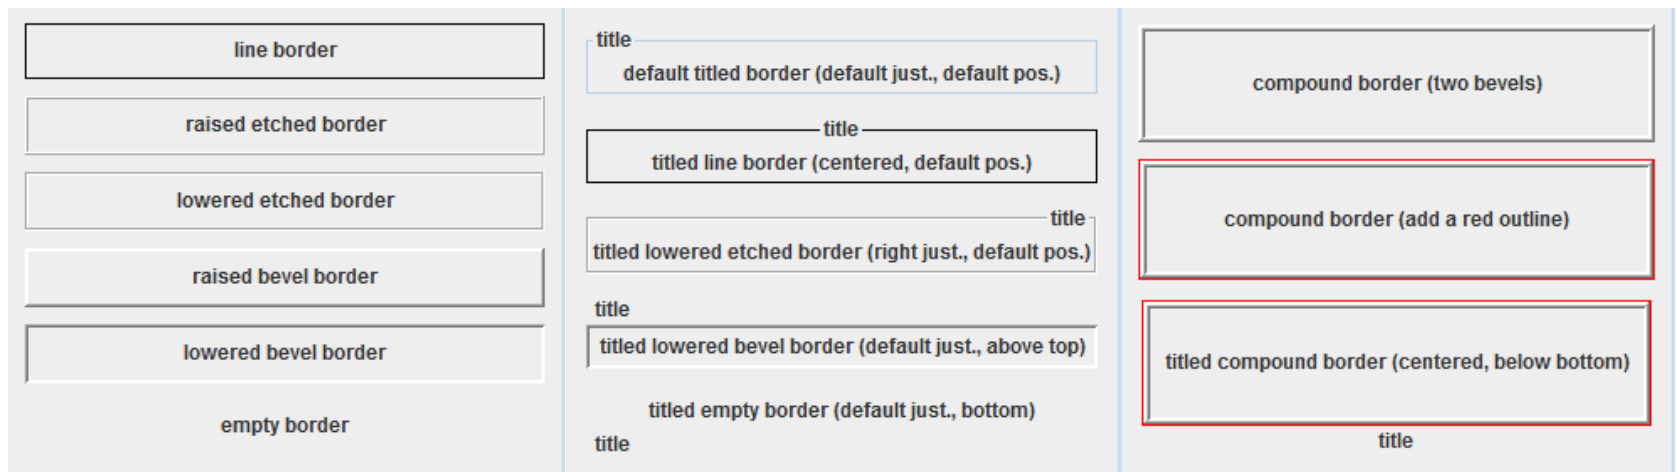 line border
raised etched border
lowered etched border
raised bevel border
lowered bevel border
empty border
title
default titled border (default just., default pos.)
title
titled line border (centered, default pos.)
title
titled lowered etched border (right just., default pos.)
title
titled lowered bevel border (default just., above top)
titled empty border (default just., bottom)
title
compound border (two bevels)
compound border (add a red outline)
titled compound border (centered, below bottom)
title